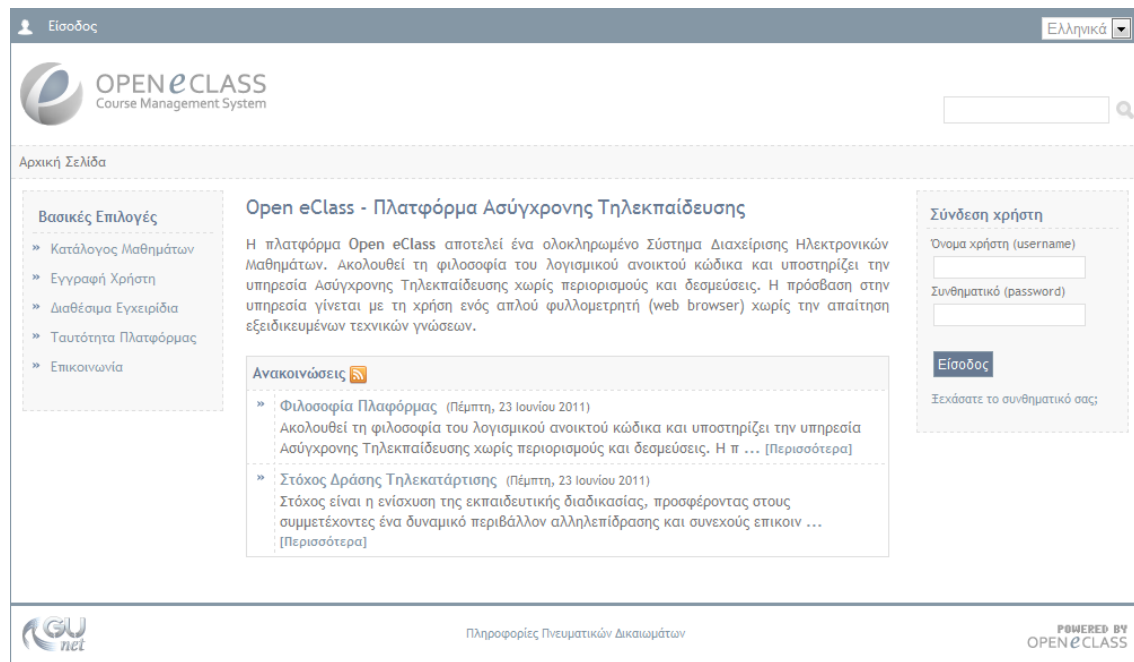 Είσοδος
Ελληνικά
OPEN eCLASS
Course Management System
Αρχική Σελίδα
Βασικές Επιλογές
» Κατάλογος Μαθημάτων
» Εγγραφή Χρήστη
» Διαθέσιμα Εγχειρίδια
» Ταυτότητα Πλατφόρμας
» Επικοινωνία
Open eClass - Πλατφόρμα Ασύγχρονης Τηλεκπαίδευσης
Η πλατφόρμα Open eClass αποτελεί ένα ολοκληρωμένο Σύστημα Διαχείρισης Ηλεκτρονικών
Μαθημάτων. Ακολουθεί τη φιλοσοφία του λογισμικού ανοικτού κώδικα και υποστηρίζει την
υπηρεσία Ασύγχρονης Τηλεκπαίδευσης χωρίς περιορισμούς και δεσμεύσεις. Η πρόσβαση στην
υπηρεσία γίνεται με τη χρήση ενός απλού φυλλομετρητή (web browser) χωρίς την απαίτηση
εξειδικευμένων τεχνικών γνώσεων.
Ανακοινώσεις
» Φιλοσοφία Πλαφόρμας (Πέμπτη, 23 Ιουνίου 2011)
Ακολουθεί τη φιλοσοφία του λογισμικού ανοικτού κώδικα και υποστηρίζει την υπηρεσία
Ασύγχρονης Τηλεκπαίδευσης χωρίς περιορισμούς και δεσμεύσεις. Η π ... [Περισσότερα]
» Στόχος Δράσης Τηλεκατάρτισης (Πέμπτη, 23 Ιουνίου 2011)
Στόχος είναι η ενίσχυση της εκπαιδευτικής διαδικασίας, προσφέροντας στους
συμμετέχοντες ένα δυναμικό περιβάλλον αλληλεπίδρασης και συνεχούς επικοιν ...
[Περισσότερα]
Σύνδεση χρήστη
Όνομα χρήστη (username)
Συνθηματικό (password)
Είσοδος
Ξεχάσατε το συνθηματικό σας;
GU
net
Πληροφορίες Πνευματικών Δικαιωμάτων
POWERED BY
OPEN eCLASS